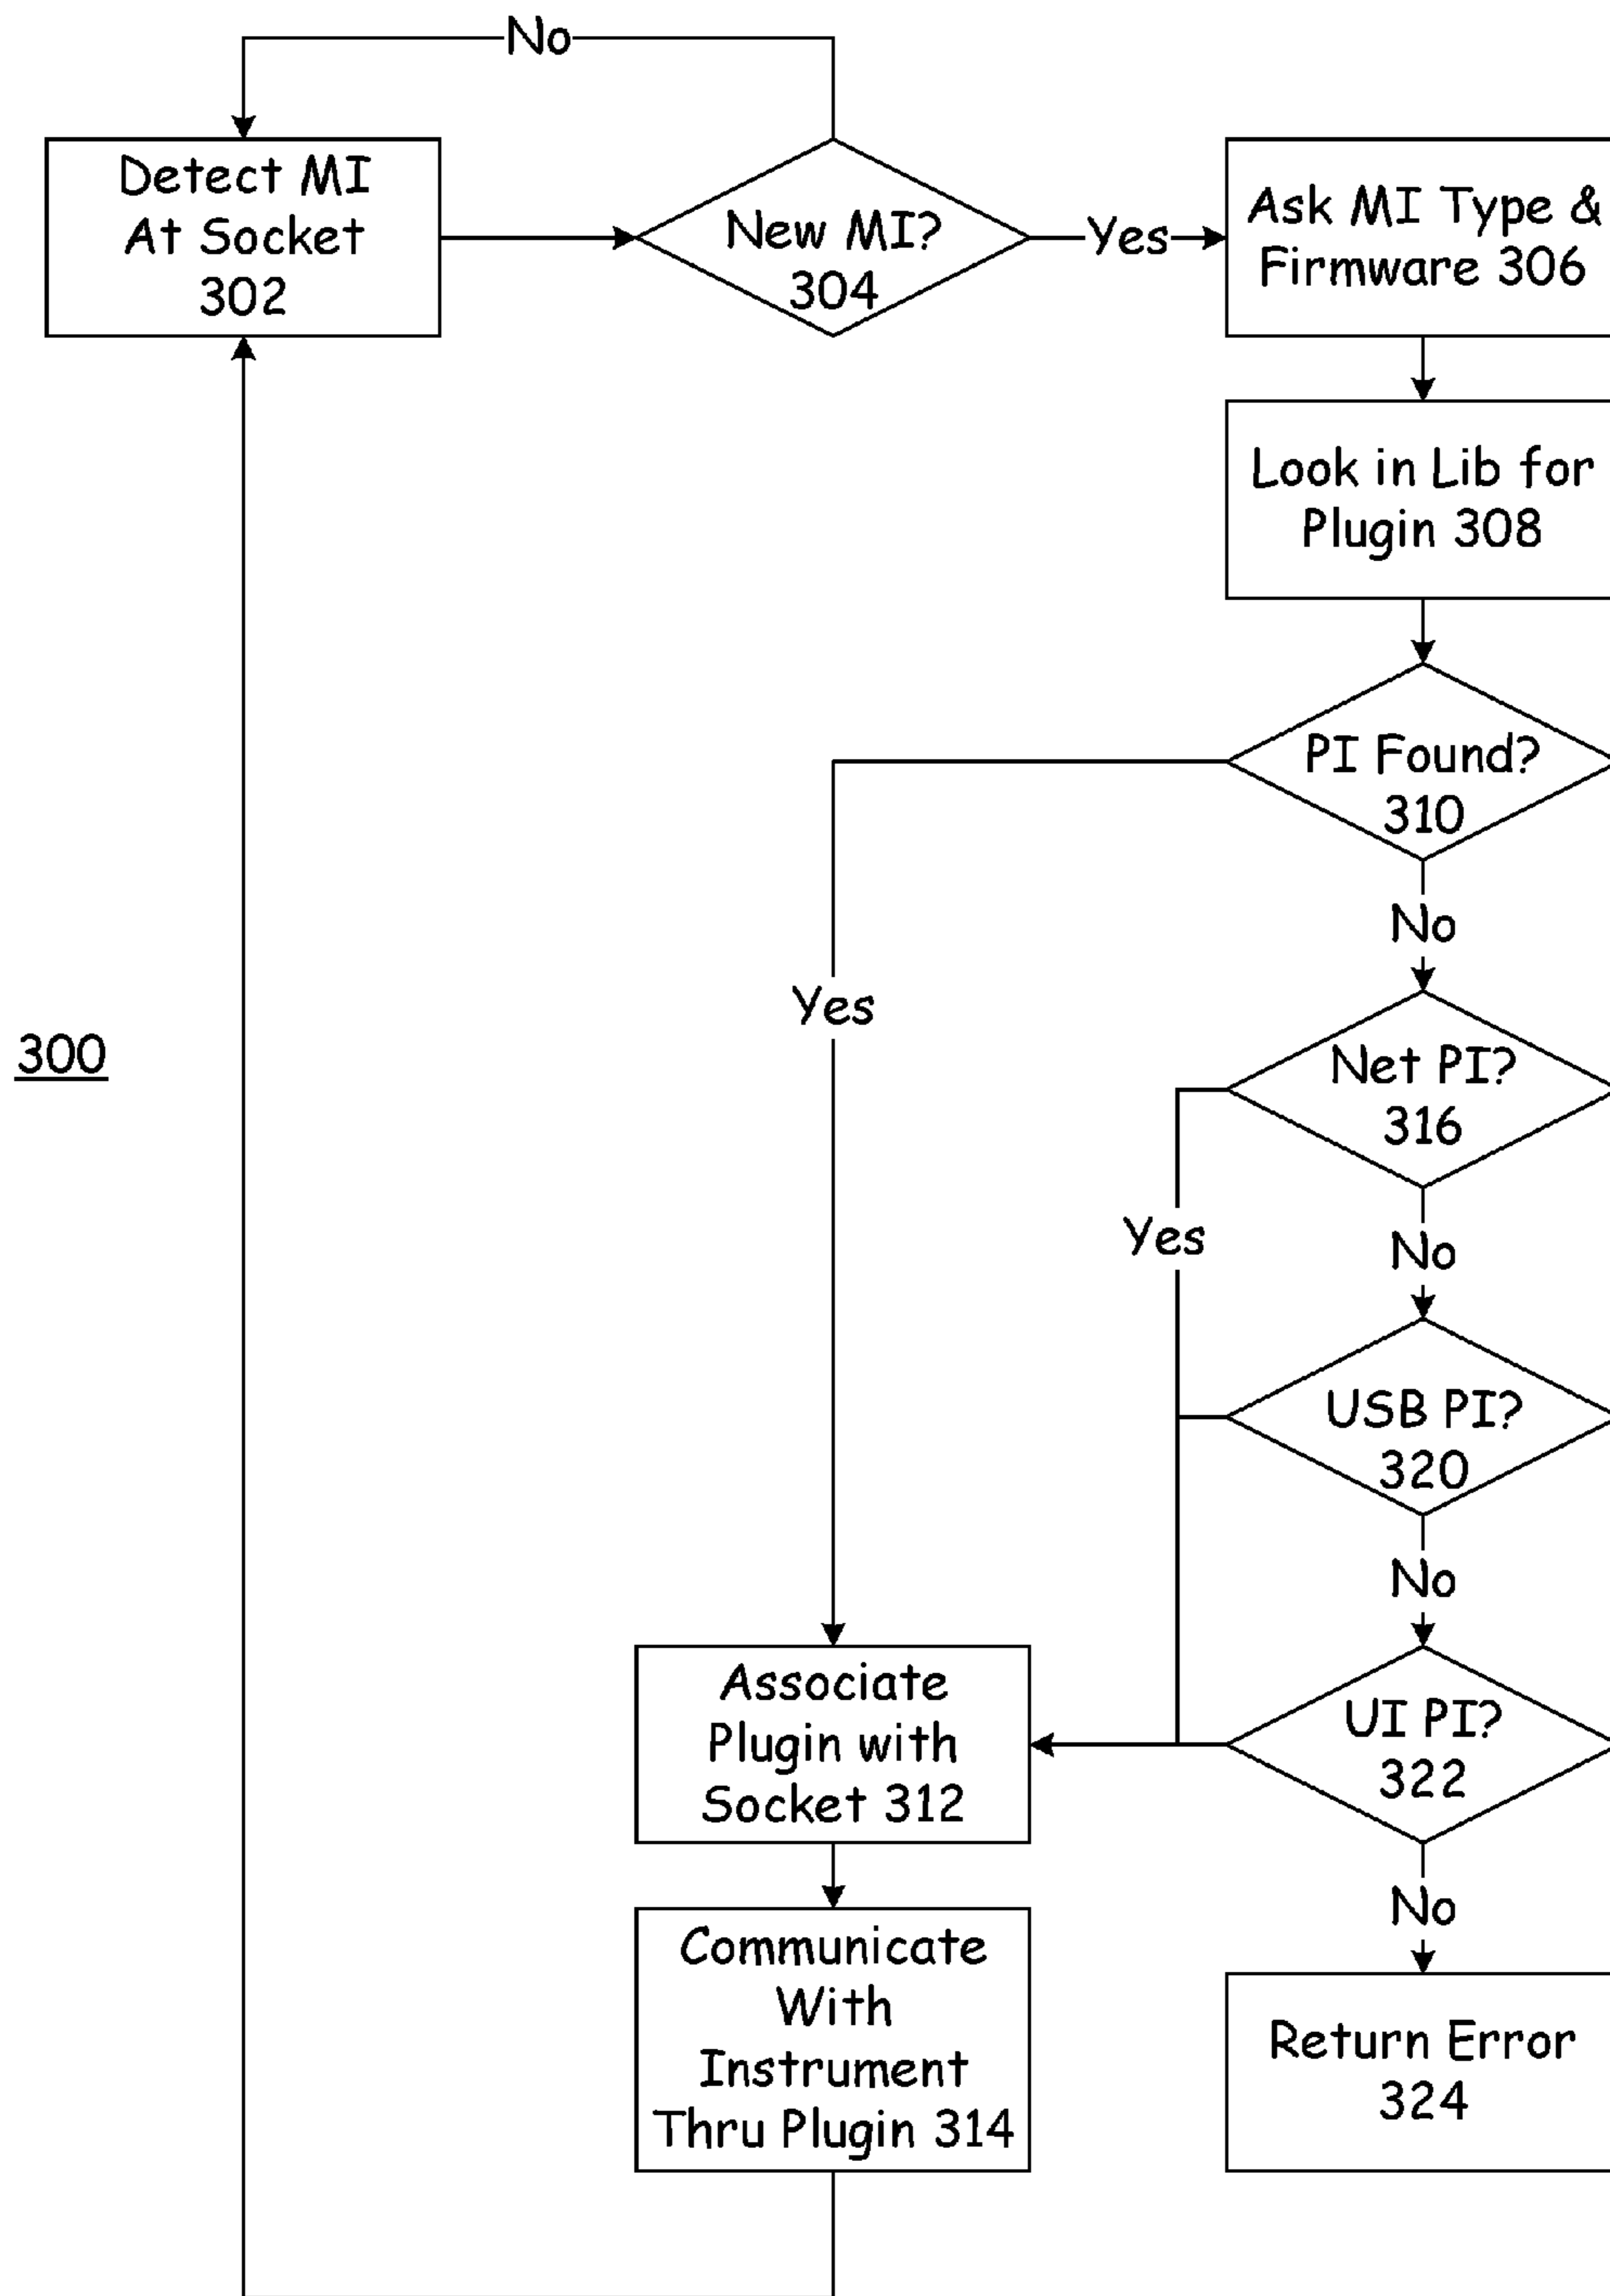 No
Detect MI
At Socket
302
New MI?
304
Yes
Ask MI Type &
Firmware 306
Look in Lib for
Plugin 308
PI Found?
310
No
Yes
300
Net PI?
316
Yes
No
USB PI?
320
No
Associate
Plugin with
Socket 312
UI PI?
322
No
Communicate
With
Instrument
Thru Plugin 314
Return Error
324